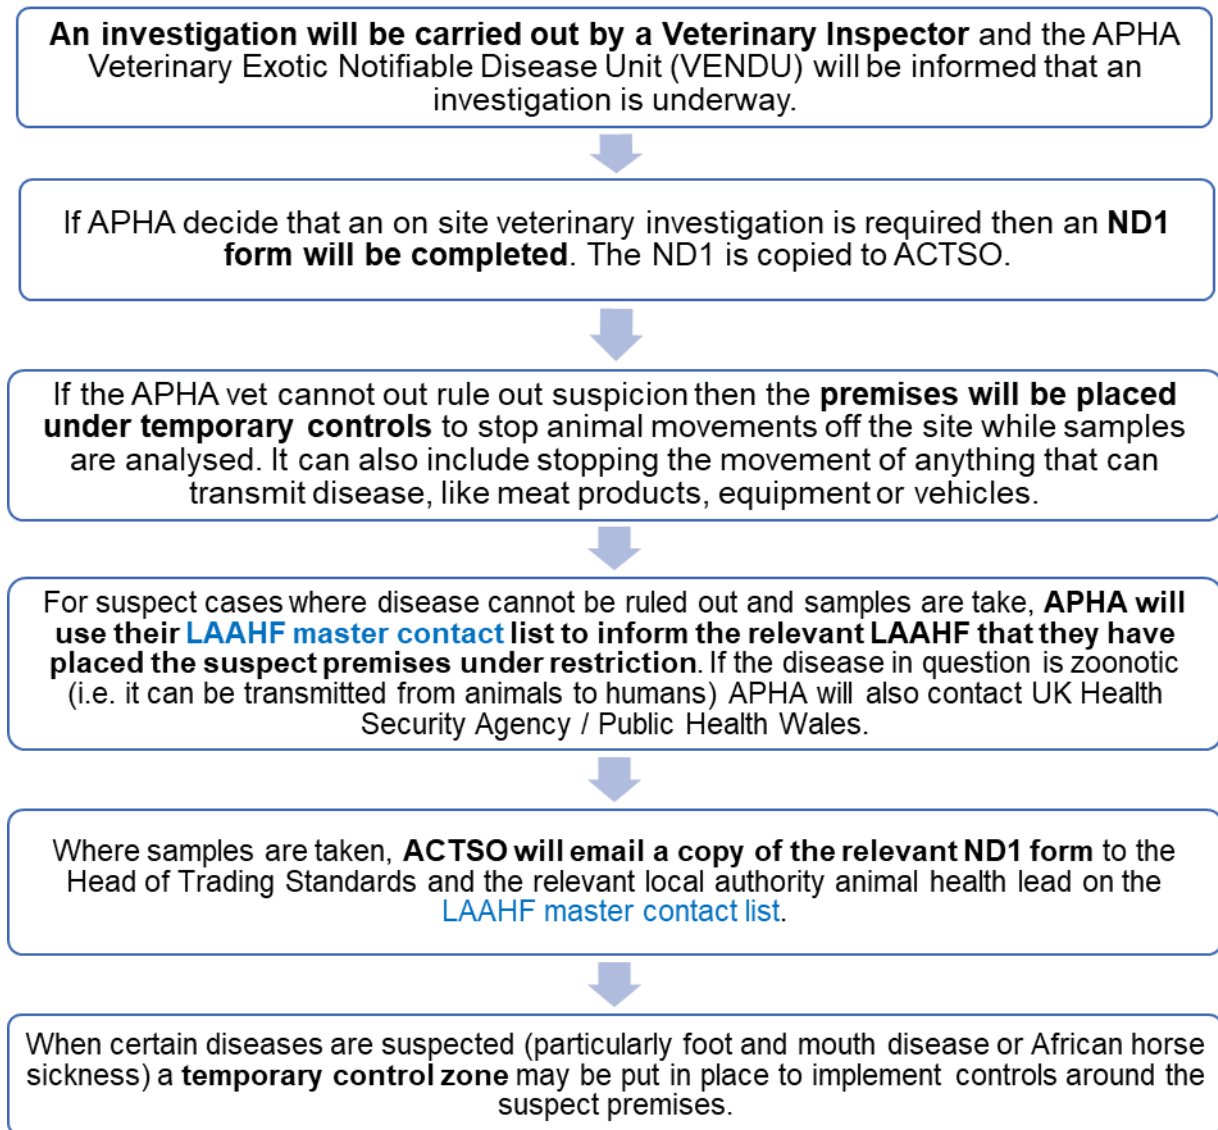 An investigation will be carried out by a Veterinary Inspector and the APHA
Veterinary Exotic Notifiable Disease Unit (VENDU) will be informed that an
investigation is underway.
If APHA decide that an on site veterinary investigation is required then an ND1
form will be completed. The ND1 is copied to ACTSO.
If the APHA vet cannot out rule out suspicion then the premises will be placed
under temporary controls to stop animal movements off the site while samples
are analysed. It can also include stopping the movement of anything that can
transmit disease, like meat products, equipment or vehicles.
For suspect cases where disease cannot be ruled out and samples are take, APHA will
use their LAAHF master contact list to inform the relevant LAAHF that they have
placed the suspect premises under restriction. If the disease in question is zoonotic
(i.e. it can be transmitted from animals to humans) APHA will also contact UK Health
Security Agency / Public Health Wales.
Where samples are taken, ACTSO will email a copy of the relevant ND1 form to the
Head of Trading Standards and the relevant local authority animal health lead on the
LAAHF master contact list.
When certain diseases are suspected (particularly foot and mouth disease or African horse
sickness) a temporary control zone may be put in place to implement controls around the
suspect premises.